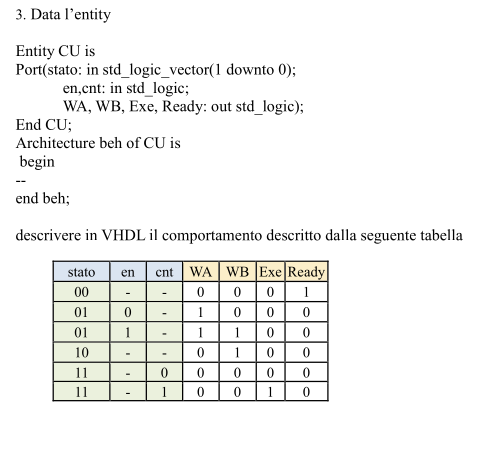 3. Data l’entity
Entity CU is
Port(stato: in std_logic_vector(1 downto 0);
en,cnt: in std_logic;
WA, WB, Exe, Ready: out std_logic);
End CU;
Architecture beh of CU is
begin
--
end beh;
descrivere in VHDL il comportamento descritto dalla seguente tabella
stato en cnt WA WB Exe Ready
00 - - 0 0 0 1
01 0 - 1 0 0 0
01 1 - 1 1 0 0
10 - - 0 1 0 0
11 - 0 0 0 0 0
11 - 1 0 0 1 0